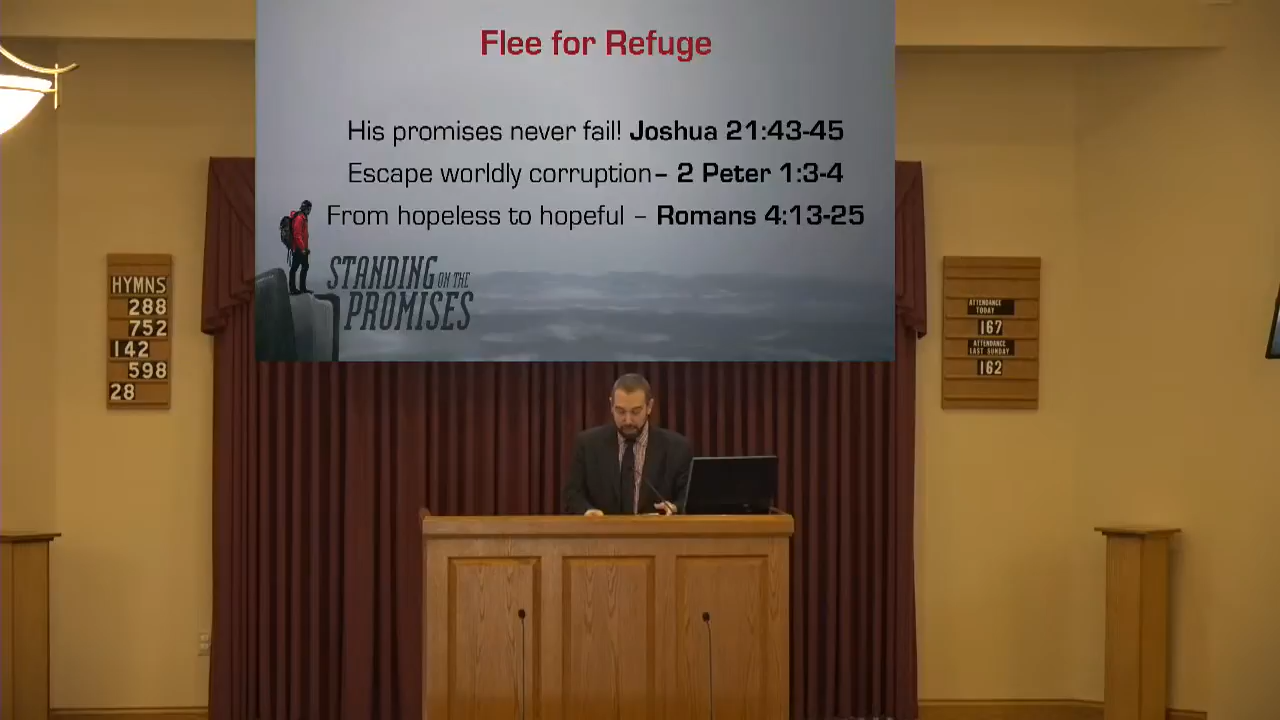 Flee for Refuge
His promises never fail! Joshua 21:43-45
Escape worldly corruption– 2 Peter 1:3-4
From hopeless to hopeful – Romans 4:13-25
STANDING ON THE
PROMISES
HYMNS
288
752
142
598
28
ATTENDANCE
TODAY
167
ATTENDANCE
LAST SUNDAY
162